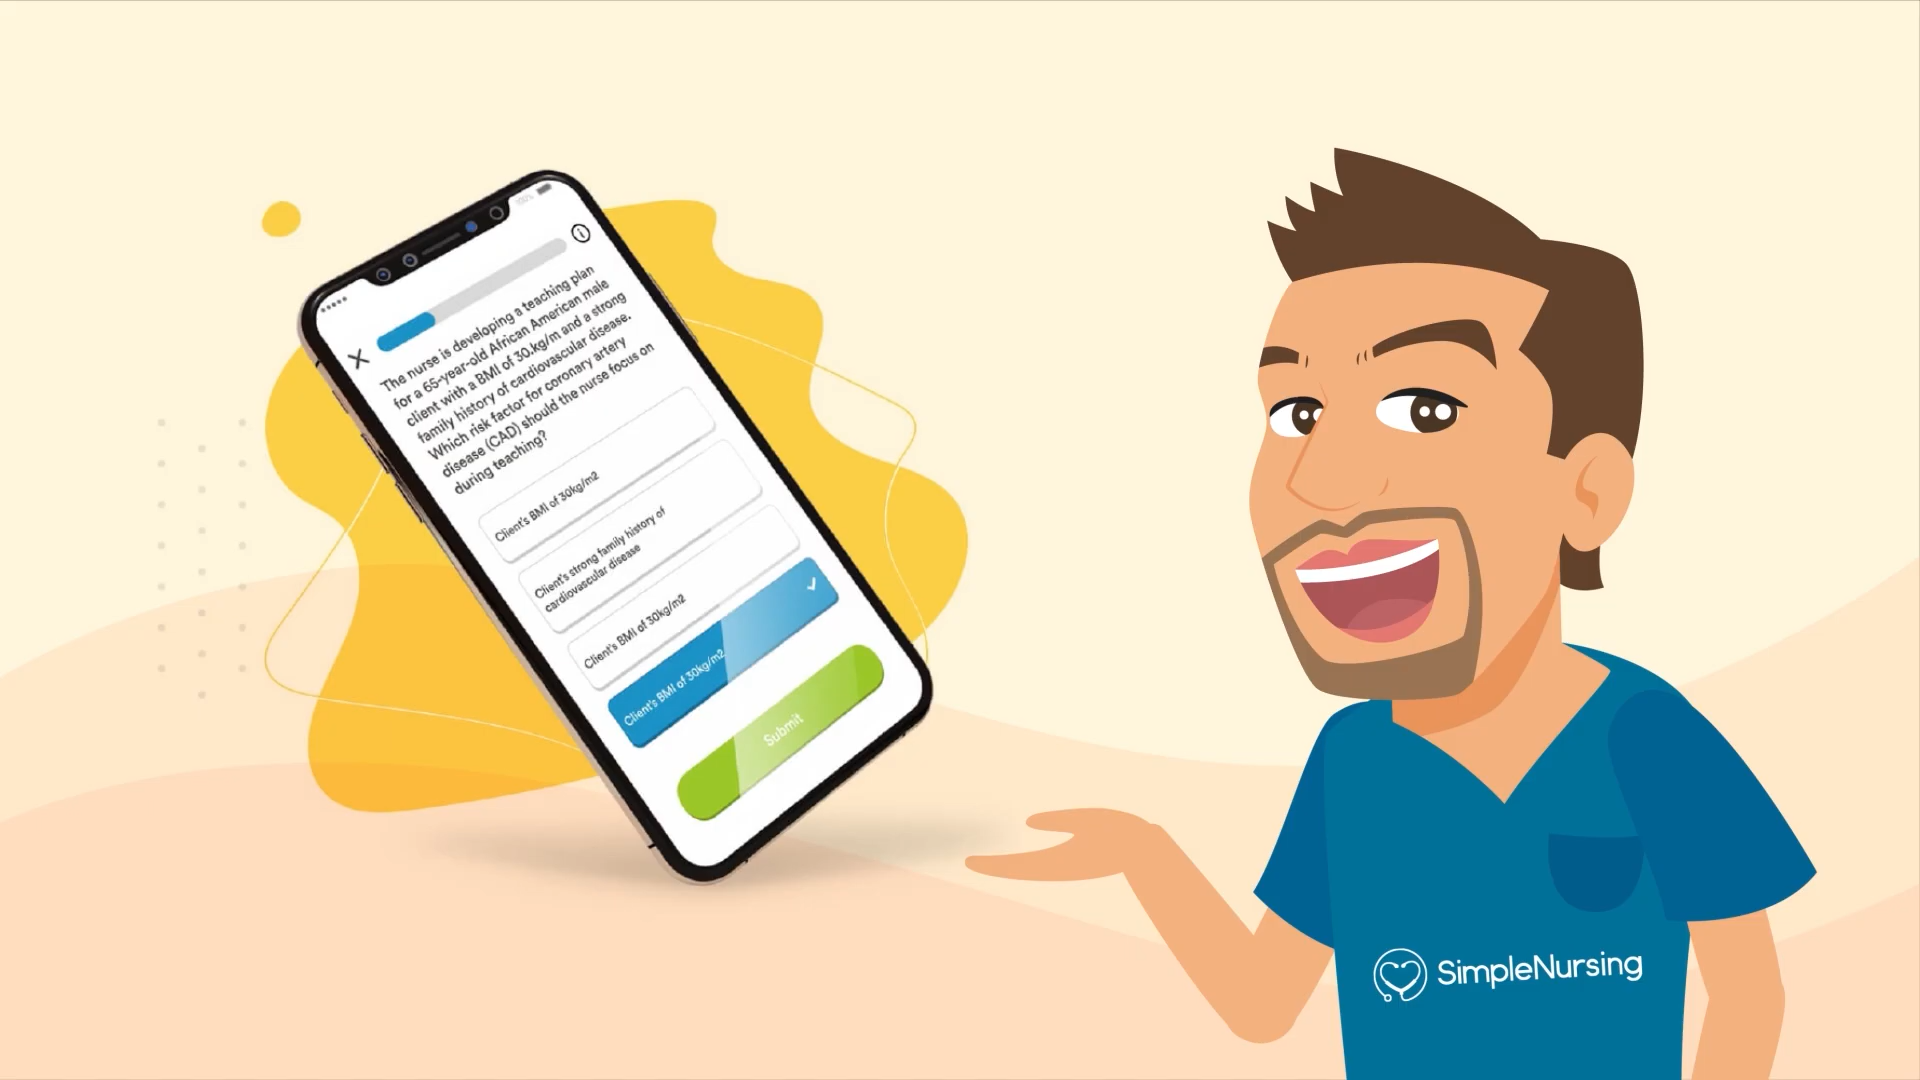 100%
The nurse is developing a teaching plan
for a 65-year-old African American male
client with a BMI of 30.kg/m and a strong
family history of cardiovascular disease.
Which risk factor for coronary artery
disease (CAD) should the nurse focus on
during teaching?
Client's BMI of 30kg/m2
Client's strong family history of
cardiovascular disease
Client's BMI of 30kg/m2
Client's BMI of 30kg/m2
Submit
SimpleNursing